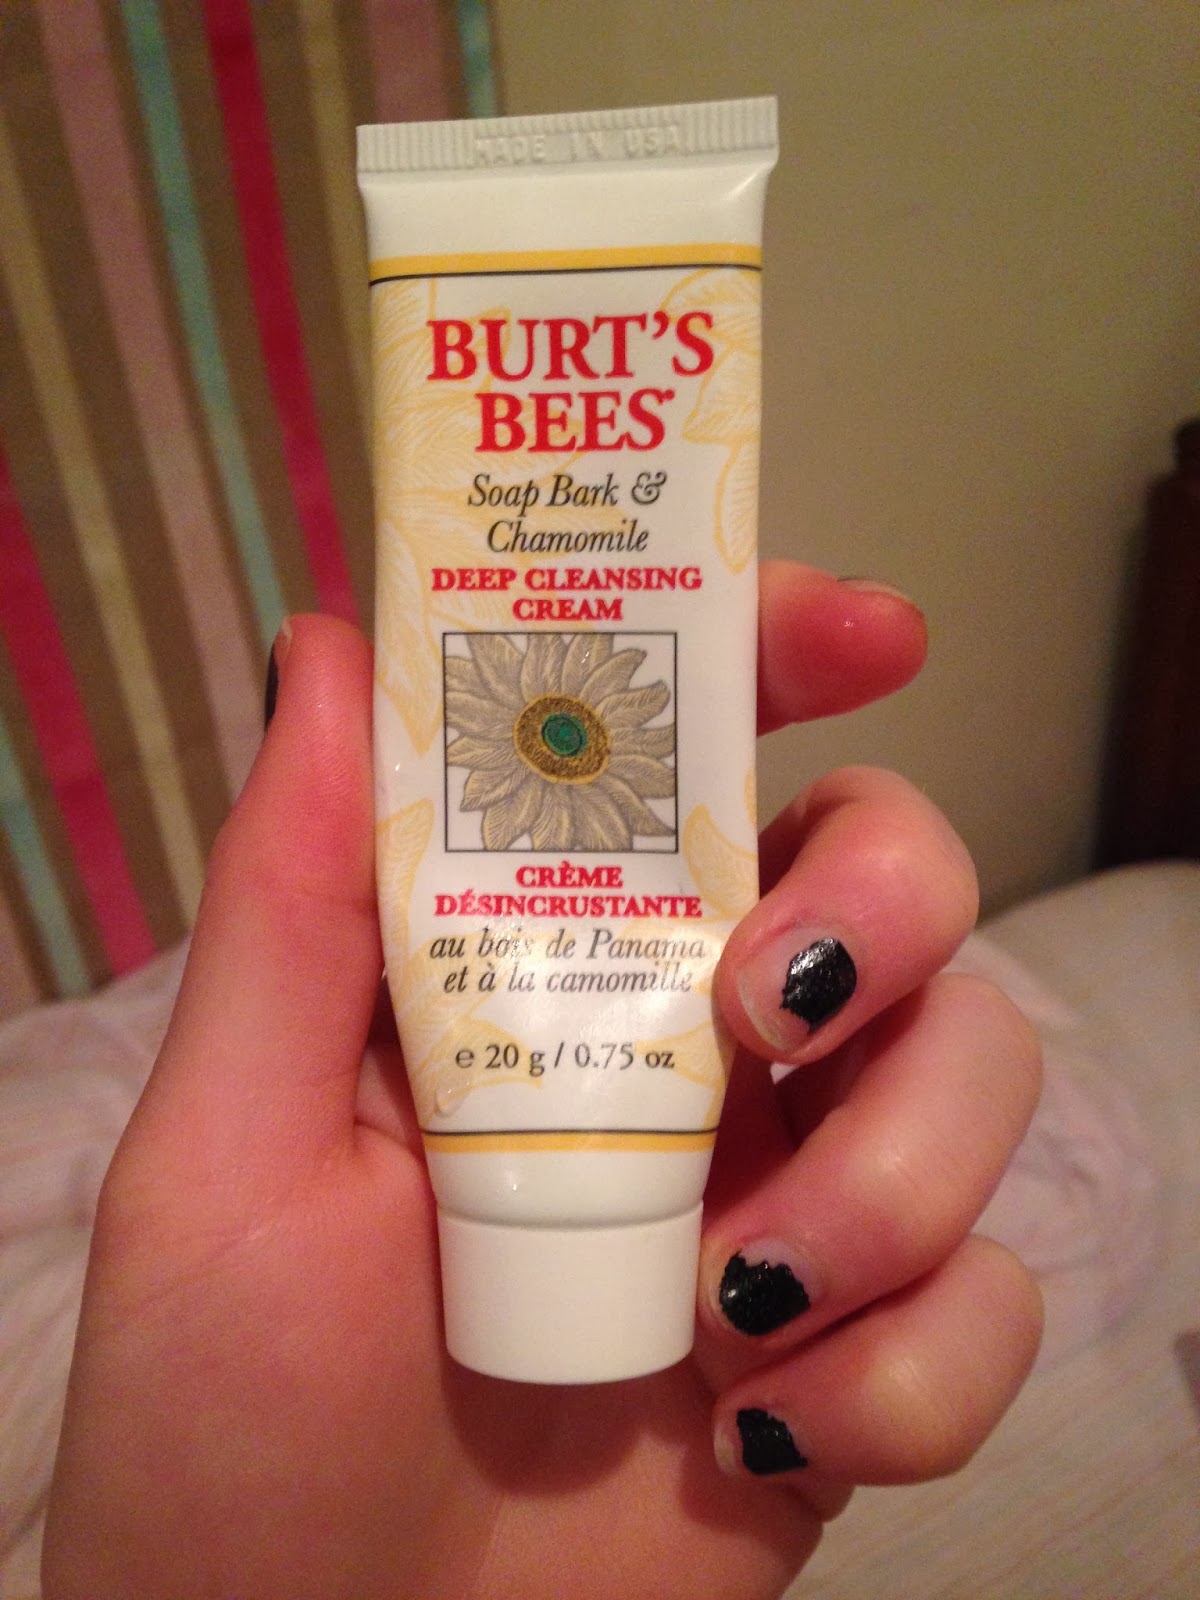 MADE IN USA
BURT'S
BEES
Soap Bark &
Chamomile
DEEP CLEANSING
CREAM
CRÈME
DÉSINCRUSTANTE
au bois de Panama
et à la camomille
e 20 g / 0.75 oz